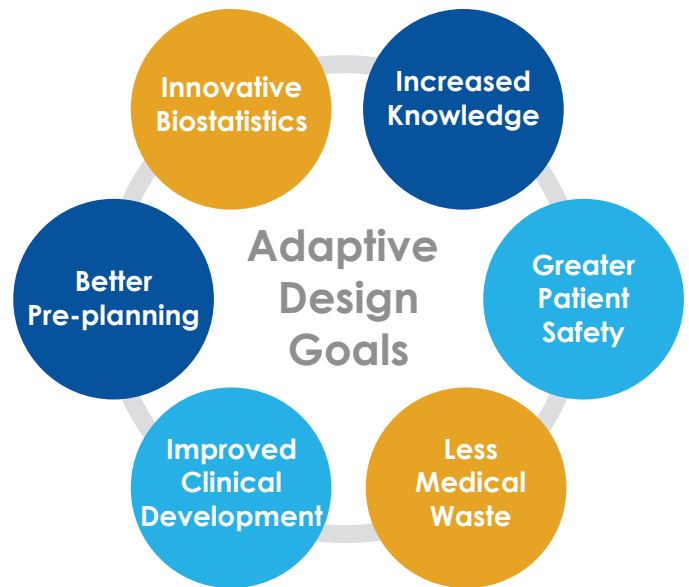 Innovative
Biostatistics
Increased
Knowledge
Adaptive
Design
Goals
Greater
Patient
Safety
Less
Medical
Waste
Improved
Clinical
Development
Better
Pre-planning